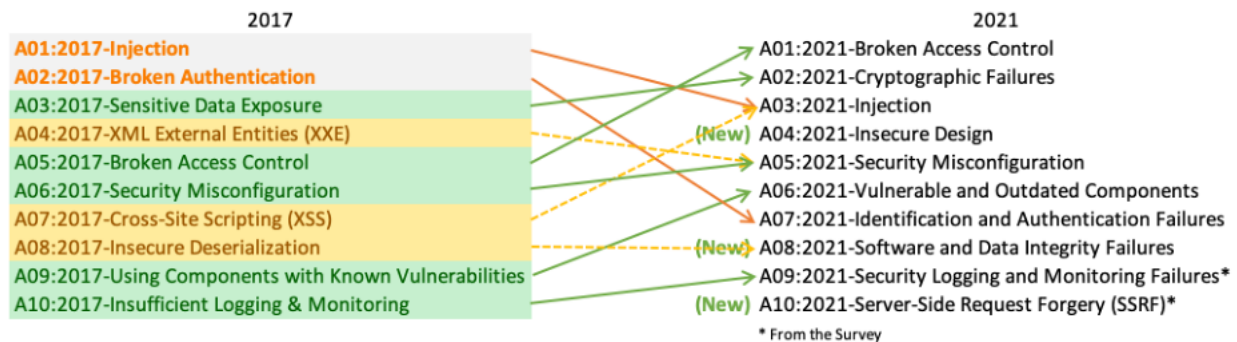 2017
A01:2017-Injection
A02:2017-Broken Authentication
A03:2017-Sensitive Data Exposure
A04:2017-XML External Entities (XXE)
A05:2017-Broken Access Control
A06:2017-Security Misconfiguration
A07:2017-Cross-Site Scripting (XSS)
A08:2017-Insecure Deserialization
A09:2017-Using Components with Known Vulnerabilities
A10:2017-Insufficient Logging & Monitoring
2021
A01:2021-Broken Access Control
A02:2021-Cryptographic Failures
A03:2021-Injection
(New) A04:2021-Insecure Design
A05:2021-Security Misconfiguration
A06:2021-Vulnerable and Outdated Components
A07:2021-Identification and Authentication Failures
(New) A08:2021-Software and Data Integrity Failures
A09:2021-Security Logging and Monitoring Failures*
(New) A10:2021-Server-Side Request Forgery (SSRF)*
* From the Survey